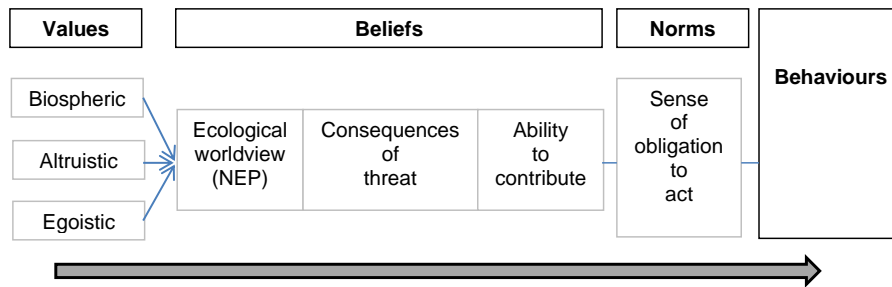 Values
Beliefs
Norms
Behaviours
Biospheric
Altruistic
Egoistic
Ecological
worldview
(NEP)
Consequences
of
threat
Ability
to
contribute
Sense
of
obligation
to
act